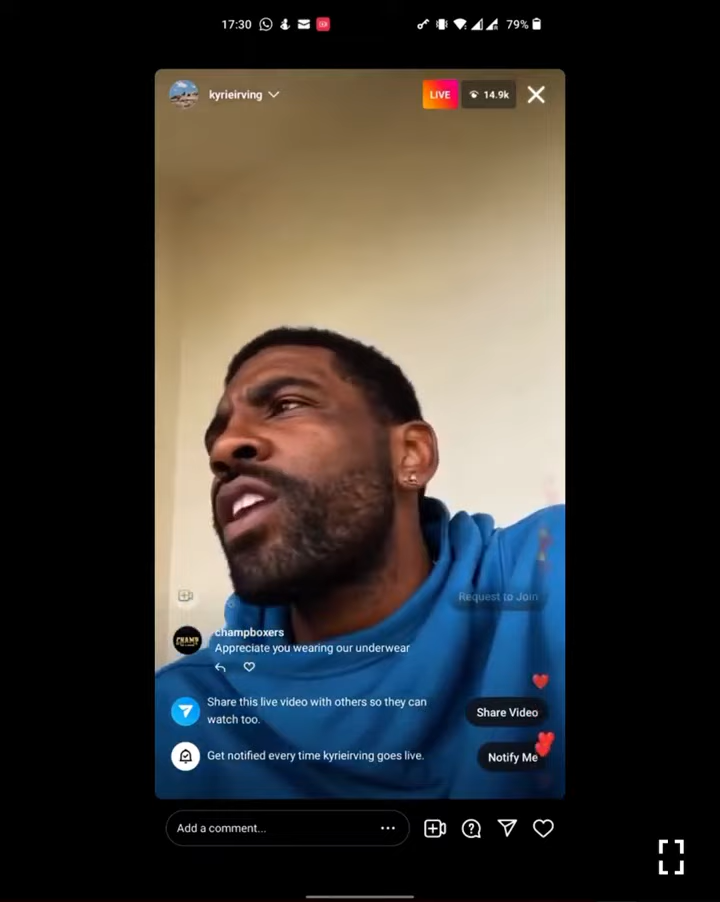 17:30
79%
kyrieirving
LIVE
14.9k
Request to Join
champboxers
Appreciate you wearing our underwear
Share this live video with others so they can
watch too.
Share Video
Get notified every time kyrieirving goes live.
Notify Me
Add a comment...
CHAMP